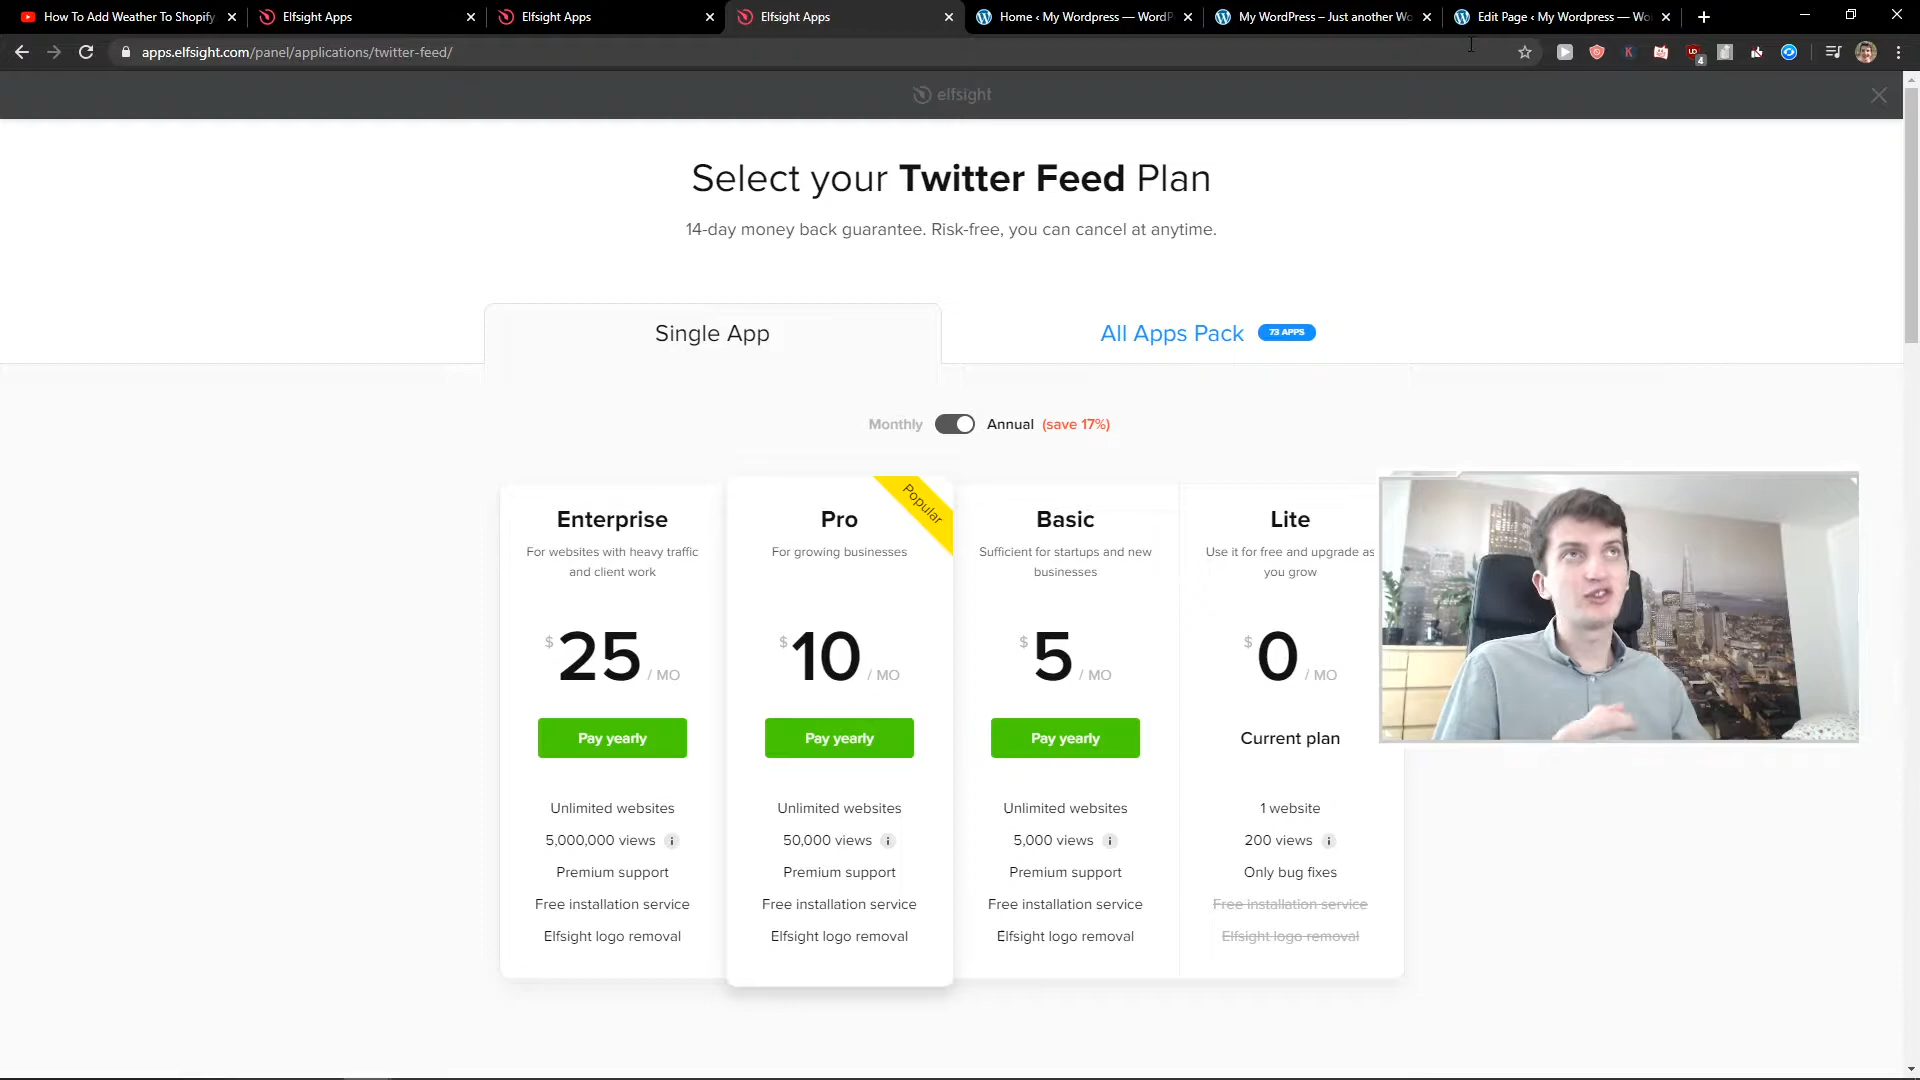 How To Add Weather To Shopify
Elfsight Apps
Elfsight Apps
Elfsight Apps
Home ‹ My Wordpress — WordP
My WordPress – Just another Wo
Edit Page ‹ My Wordpress — Wo
apps.elfsight.com/panel/applications/twitter-feed/
K
4
elfsight
Select your Twitter Feed Plan
14-day money back guarantee. Risk-free, you can cancel at anytime.
Single App
All Apps Pack 73 APPS
Monthly Annual (save 17%)
Enterprise
For websites with heavy traffic
and client work
$25 / MO
Pay yearly
Unlimited websites
5,000,000 views i
Premium support
Free installation service
Elfsight logo removal
Popular
Pro
For growing businesses
$10 / MO
Pay yearly
Unlimited websites
50,000 views i
Premium support
Free installation service
Elfsight logo removal
Basic
Sufficient for startups and new
businesses
$5 / MO
Pay yearly
Unlimited websites
5,000 views i
Premium support
Free installation service
Elfsight logo removal
Lite
Use it for free and upgrade as
you grow
$0 / MO
Current plan
1 website
200 views i
Only bug fixes
Free installation service
Elfsight logo removal